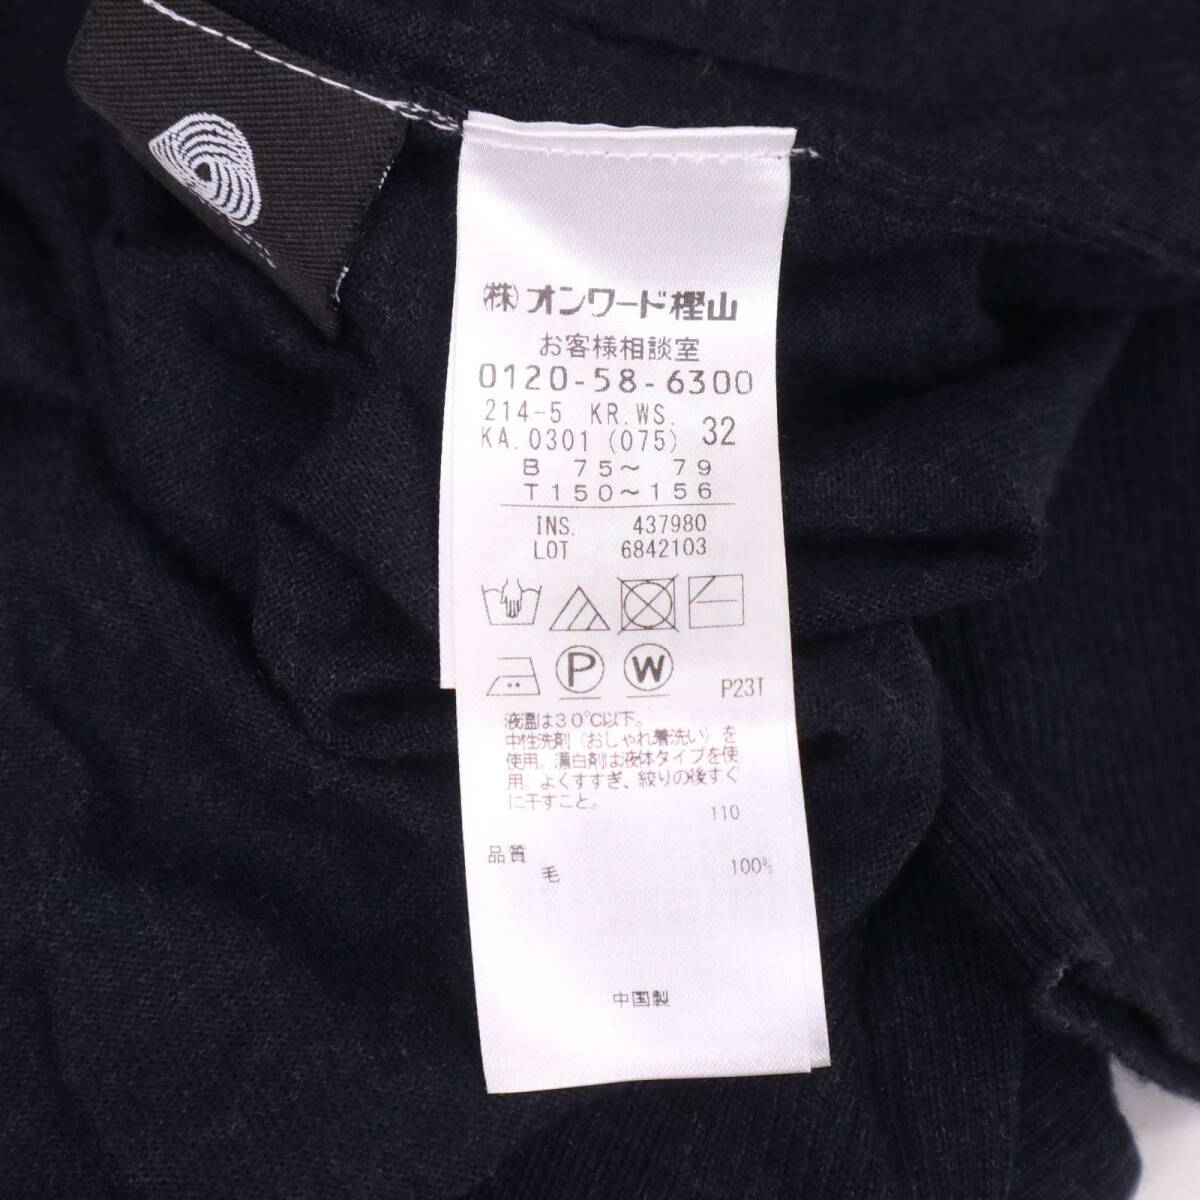 (株)オンワード樫山
お客様相談室
0120-58-6300
214-5 KR.WS. 32
KA.0301 (075)
B 75～ 79
T150～156
INS. 437980
LOT 6842103
P W
P23T
液温は30℃以下。
中性洗剤（おしゃれ着洗い）を
使用。漂白剤は液体タイプを使
用。よくすすぎ、絞りの後すぐ
に干すこと。
110
品質
毛 100%
中国製